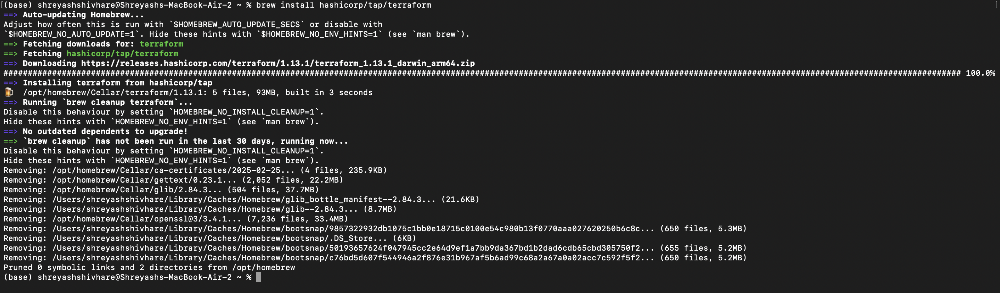 [(base) shreyashshivhare@Shreyashs-MacBook-Air-2 ~ % brew install hashicorp/tap/terraform ]
==> Auto-updating Homebrew...
Adjust how often this is run with `$HOMEBREW_AUTO_UPDATE_SECS` or disable with
`$HOMEBREW_NO_AUTO_UPDATE=1`. Hide these hints with `$HOMEBREW_NO_ENV_HINTS=1` (see `man brew`).
==> Fetching downloads for: terraform
==> Fetching hashicorp/tap/terraform
==> Downloading https://releases.hashicorp.com/terraform/1.13.1/terraform_1.13.1_darwin_arm64.zip
##################################################################################################################################################################################################### 100.0%
==> Installing terraform from hashicorp/tap
🍺  /opt/homebrew/Cellar/terraform/1.13.1: 5 files, 93MB, built in 3 seconds
==> Running `brew cleanup terraform`...
Disable this behaviour by setting `HOMEBREW_NO_INSTALL_CLEANUP=1`.
Hide these hints with `HOMEBREW_NO_ENV_HINTS=1` (see `man brew`).
==> No outdated dependents to upgrade!
==> `brew cleanup` has not been run in the last 30 days, running now...
Disable this behaviour by setting `HOMEBREW_NO_INSTALL_CLEANUP=1`.
Hide these hints with `HOMEBREW_NO_ENV_HINTS=1` (see `man brew`).
Removing: /opt/homebrew/Cellar/ca-certificates/2025-02-25... (4 files, 235.9KB)
Removing: /opt/homebrew/Cellar/gettext/0.23.1... (2,052 files, 22.2MB)
Removing: /opt/homebrew/Cellar/glib/2.84.3... (504 files, 37.7MB)
Removing: /Users/shreyashshivhare/Library/Caches/Homebrew/glib_bottle_manifest--2.84.3... (21.6KB)
Removing: /Users/shreyashshivhare/Library/Caches/Homebrew/glib--2.84.3... (8.7MB)
Removing: /opt/homebrew/Cellar/openssl@3/3.4.1... (7,236 files, 33.4MB)
Removing: /Users/shreyashshivhare/Library/Caches/Homebrew/bootsnap/9857322932db1075c1bb0e18715c0100e54c980b13f0770aaa027620250b6c8c... (650 files, 5.3MB)
Removing: /Users/shreyashshivhare/Library/Caches/Homebrew/bootsnap/.DS_Store... (6KB)
Removing: /Users/shreyashshivhare/Library/Caches/Homebrew/bootsnap/50193657624f047945cc2e64d9ef1a7bb9da367bd1b2dad6cdb65cbd305750f2... (655 files, 5.2MB)
Removing: /Users/shreyashshivhare/Library/Caches/Homebrew/bootsnap/c76bd5d607f544946a2f876e31b967af5b6ad99c68a2a67a0a02acc7c592f5f2... (650 files, 5.2MB)
Pruned 0 symbolic links and 2 directories from /opt/homebrew
(base) shreyashshivhare@Shreyashs-MacBook-Air-2 ~ %